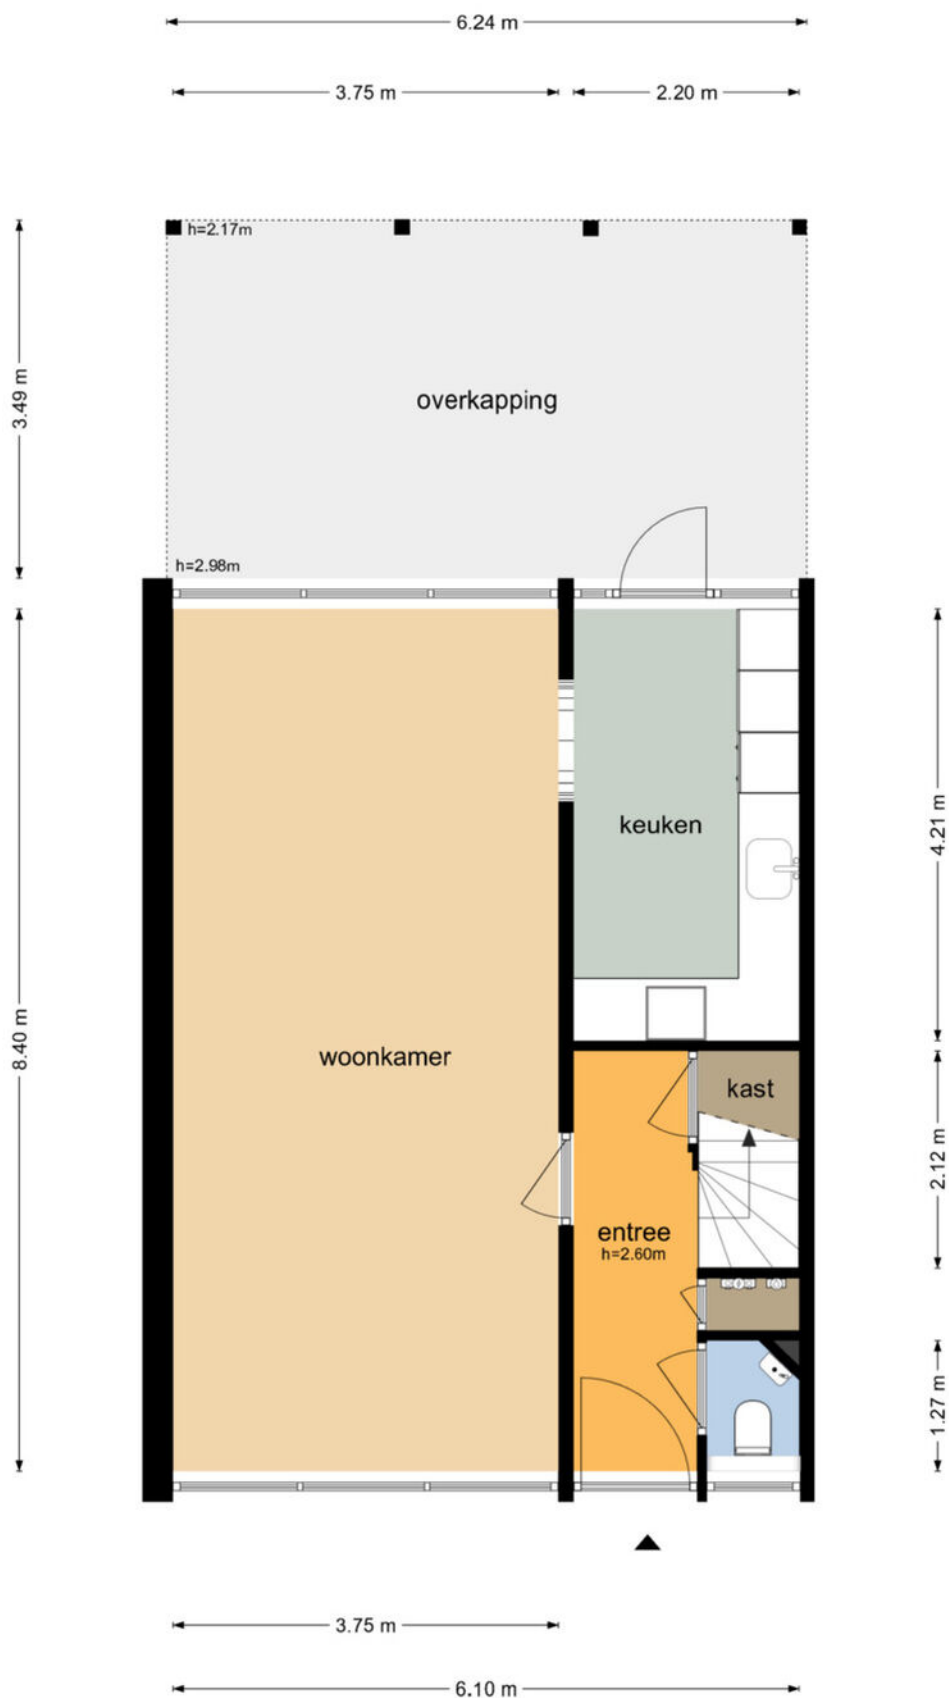 6.24 m
3.75 m
2.20 m
h=2.17m
3.49 m
overkapping
h=2.98m
keuken
4.21 m
8.40 m
woonkamer
kast
2.12 m
entree
h=2.60m
1.27 m
3.75 m
6.10 m